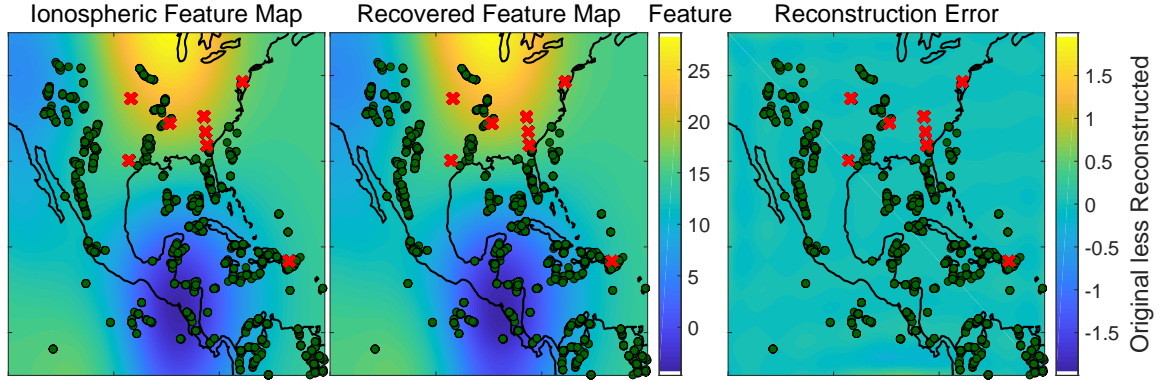 Ionospheric Feature Map
Recovered Feature Map
Feature
Reconstruction Error
25
20
15
10
5
0
1.5
1
0.5
0
-0.5
-1
-1.5
Original less Reconstructed